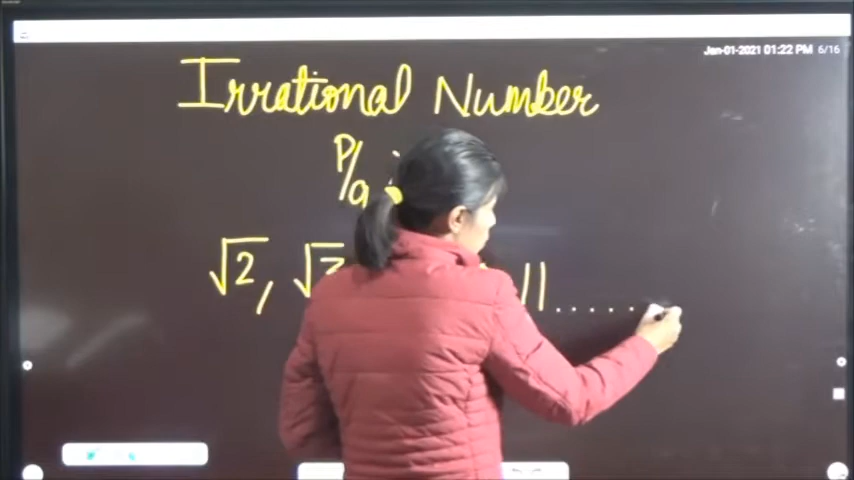 Jan-01-2021 01:22 PM 6/16
Irrational Number
P/q
√2, √3 11.....